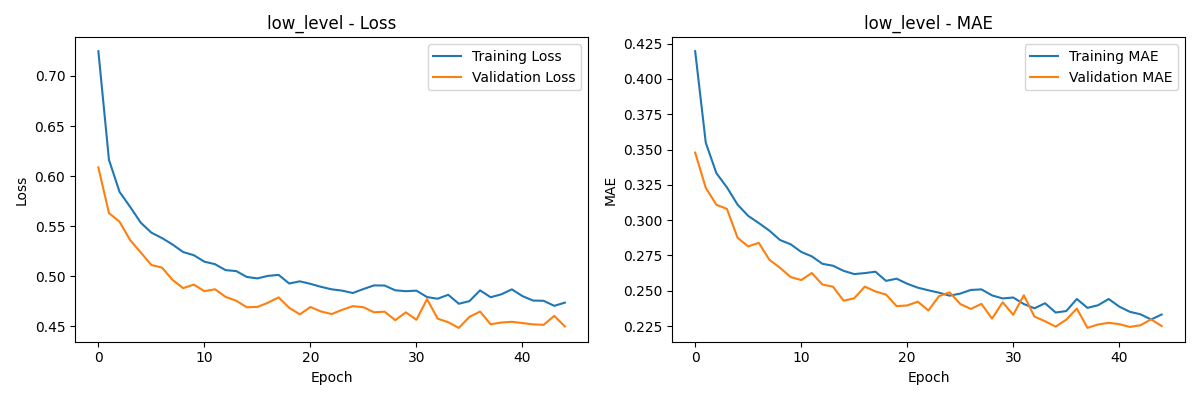 low_level - Loss
Training Loss
Validation Loss
0.70
0.65
0.60
0.55
0.50
0.45
Loss
0
10
20
30
40
Epoch
low_level - MAE
Training MAE
Validation MAE
0.425
0.400
0.375
0.350
0.325
0.300
0.275
0.250
0.225
MAE
0
10
20
30
40
Epoch